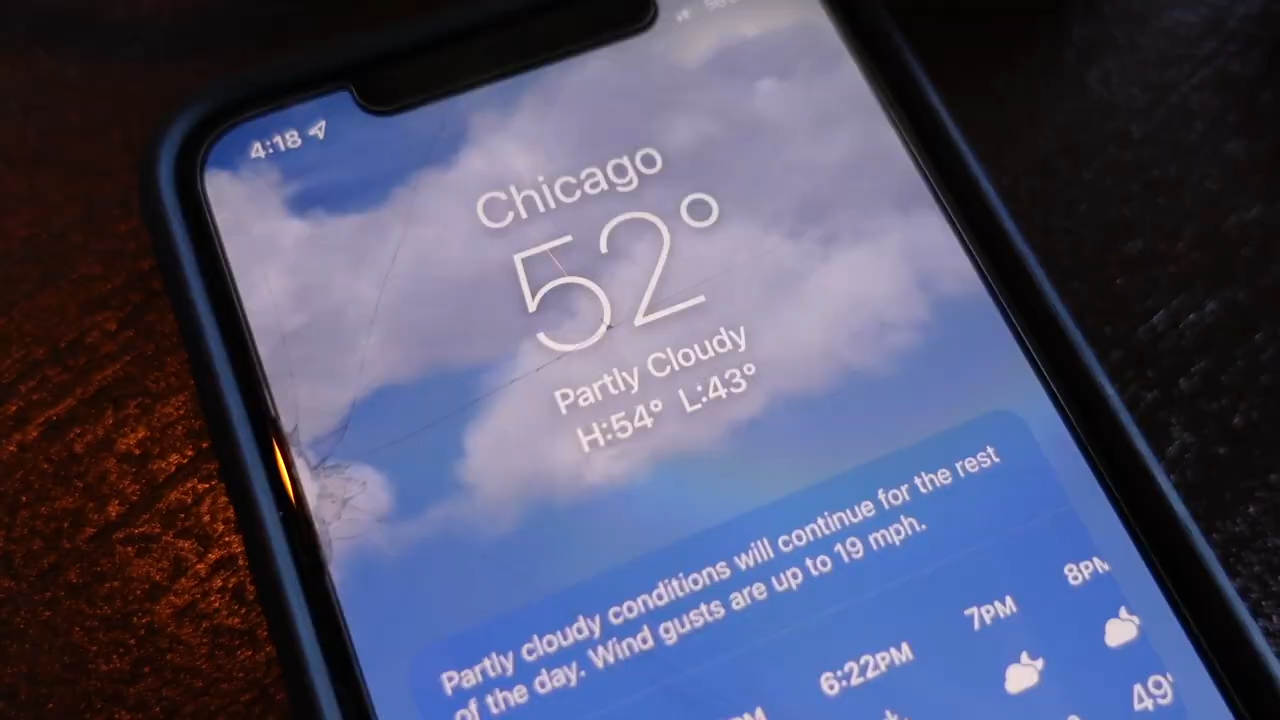 4:18
Chicago
52°
Partly Cloudy
H:54° L:43°
Partly cloudy conditions will continue for the rest
of the day. Wind gusts are up to 19 mph.
6:22PM
7PM
8PM
49°